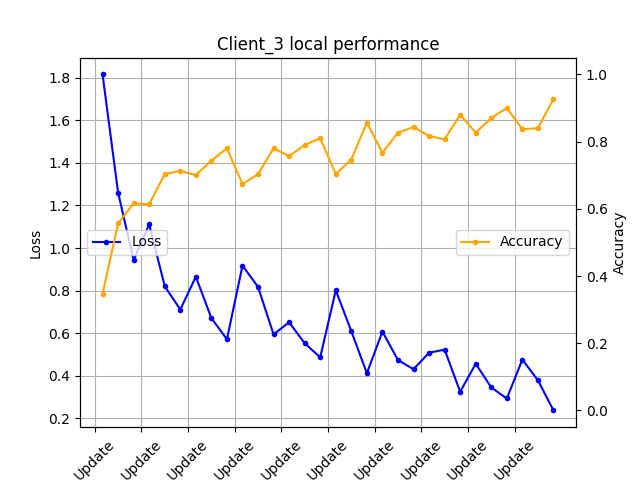 Client_3 local performance
1.8
1.6
1.4
1.2
1.0
0.8
0.6
0.4
0.2
Loss
Loss
Accuracy
1.0
0.8
0.6
0.4
0.2
0.0
Accuracy
Update
Update
Update
Update
Update
Update
Update
Update
Update
Update